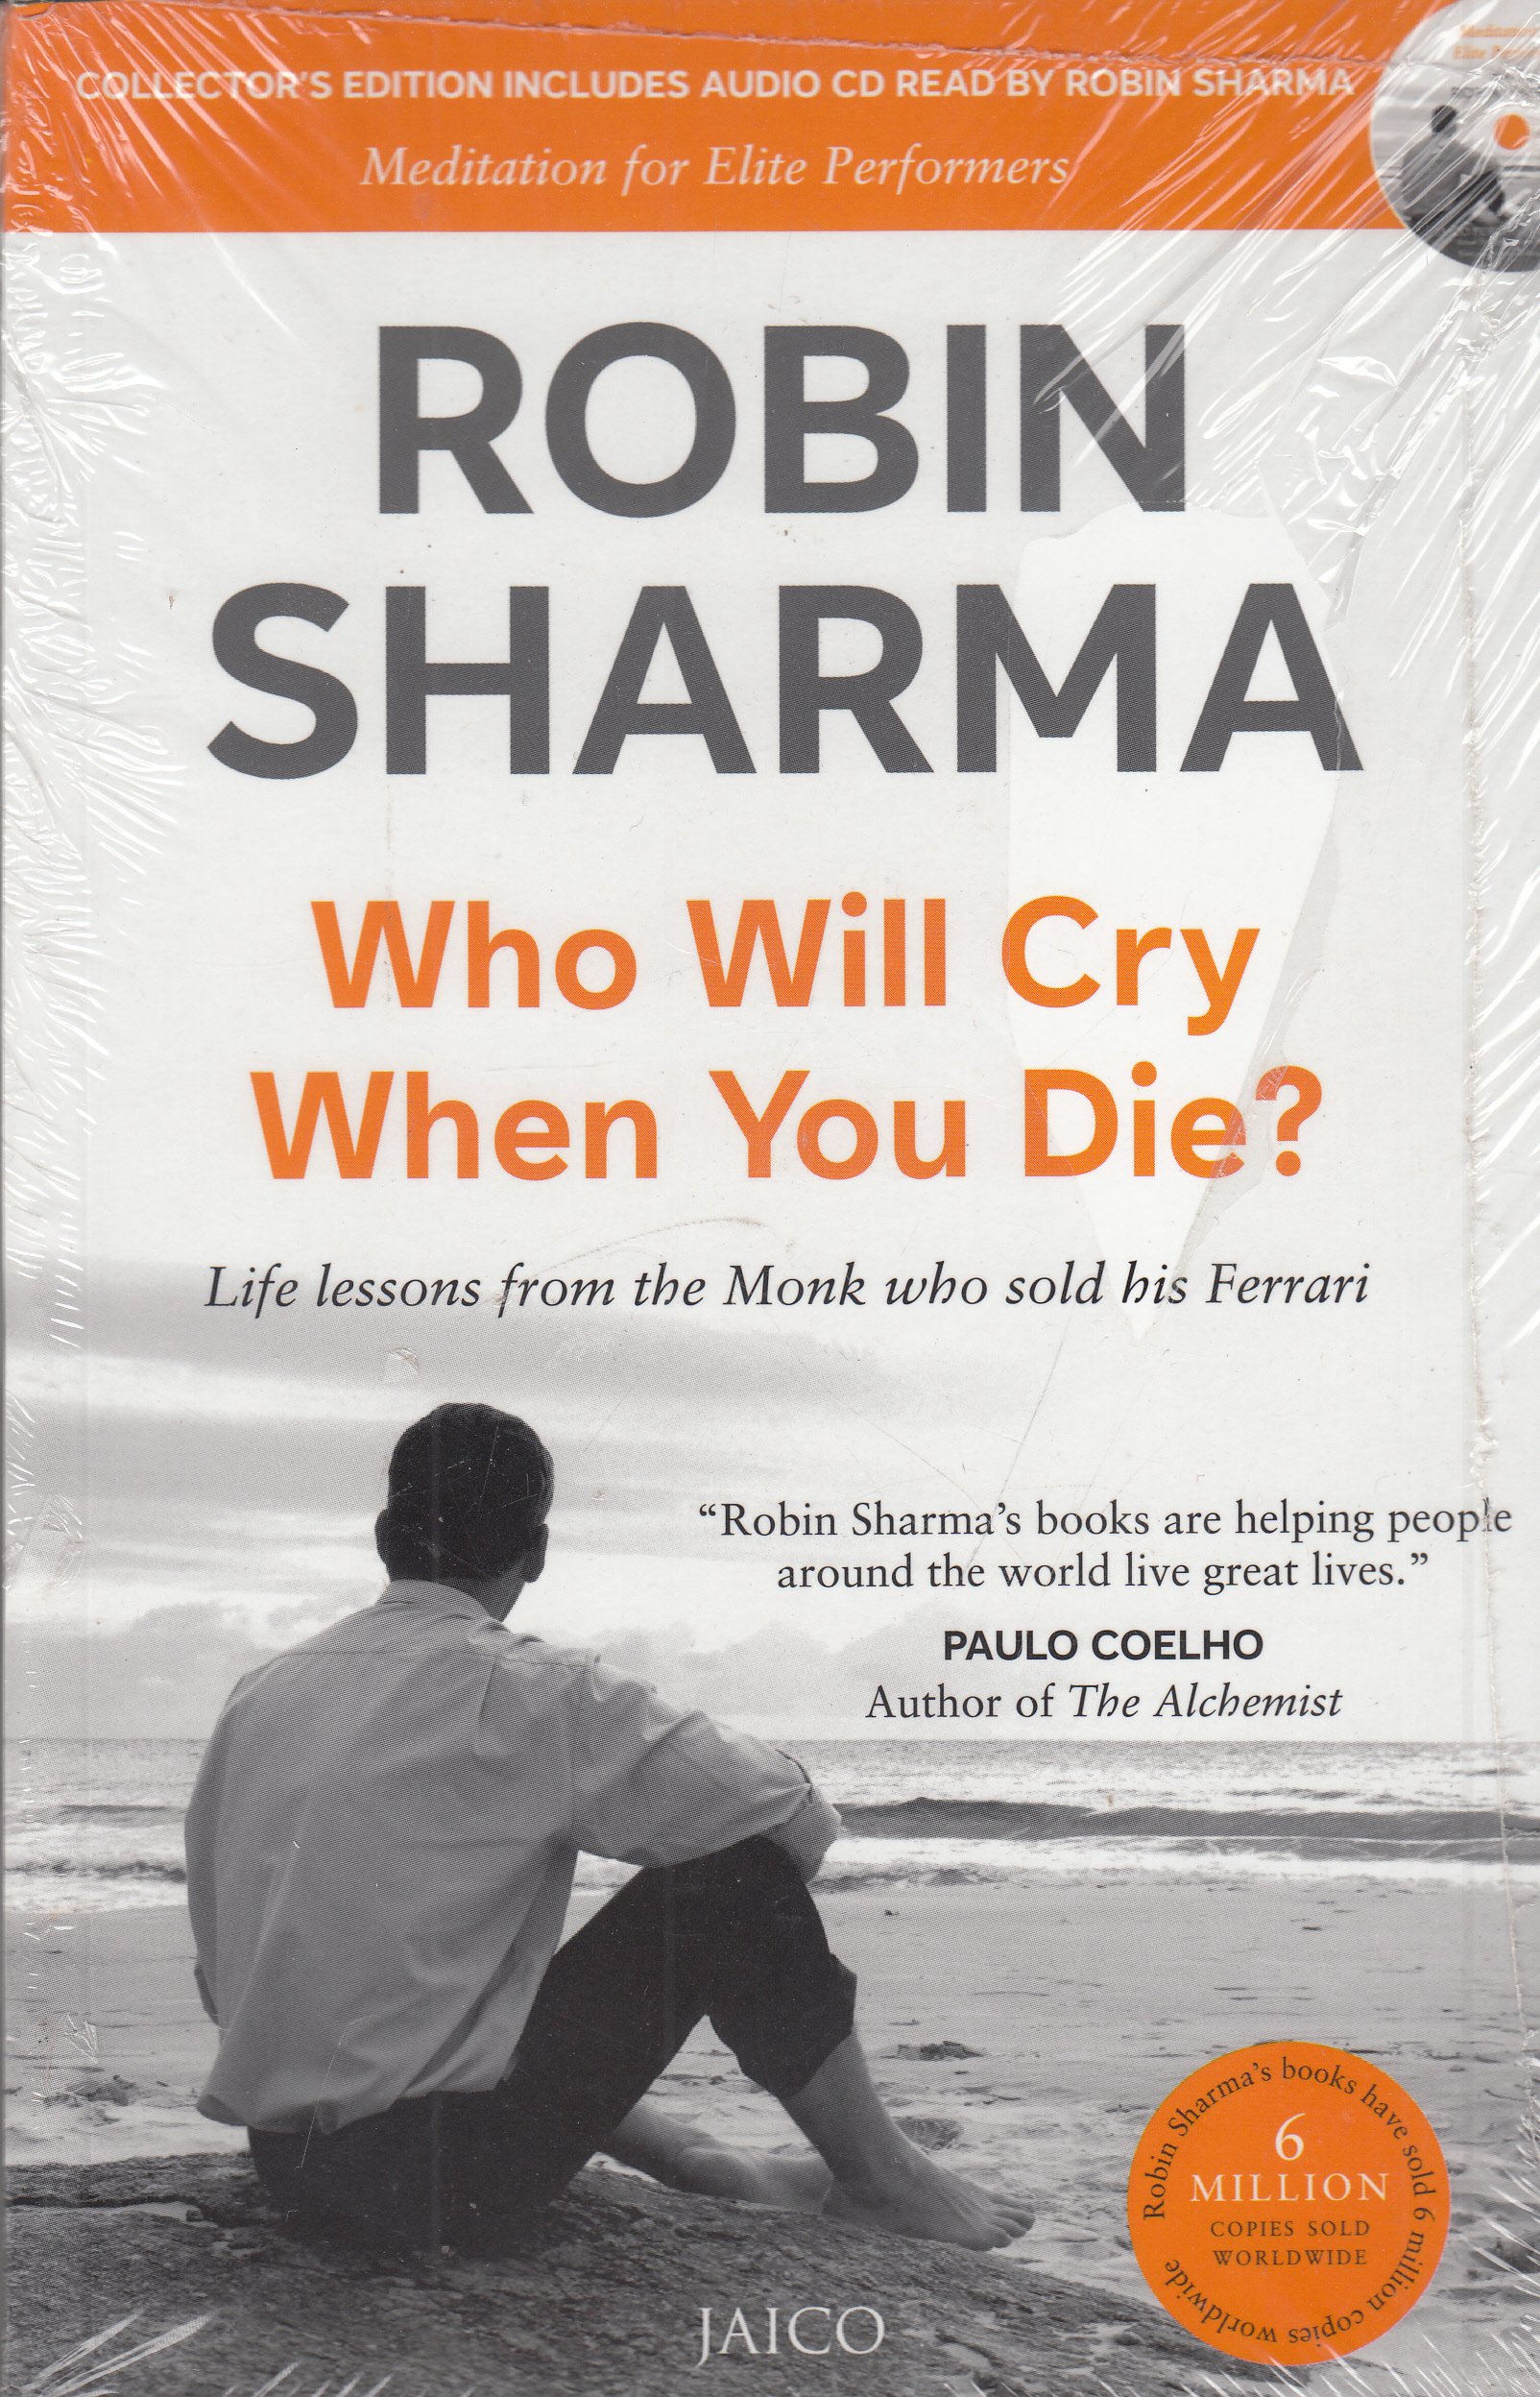 COLLECTOR'S EDITION INCLUDES AUDIO CD READ BY ROBIN SHARMA
Meditation for Elite Performers
ROBIN
SHARMA
Who Will Cry
When You Die?
Life lessons from the Monk who sold his Ferrari
“Robin Sharma’s books are helping people
around the world live great lives.”
PAULO COELHO
Author of The Alchemist
Robin Sharma's books have sold 6 million copies worldwide
6
MILLION
COPIES SOLD
WORLDWIDE
JAICO